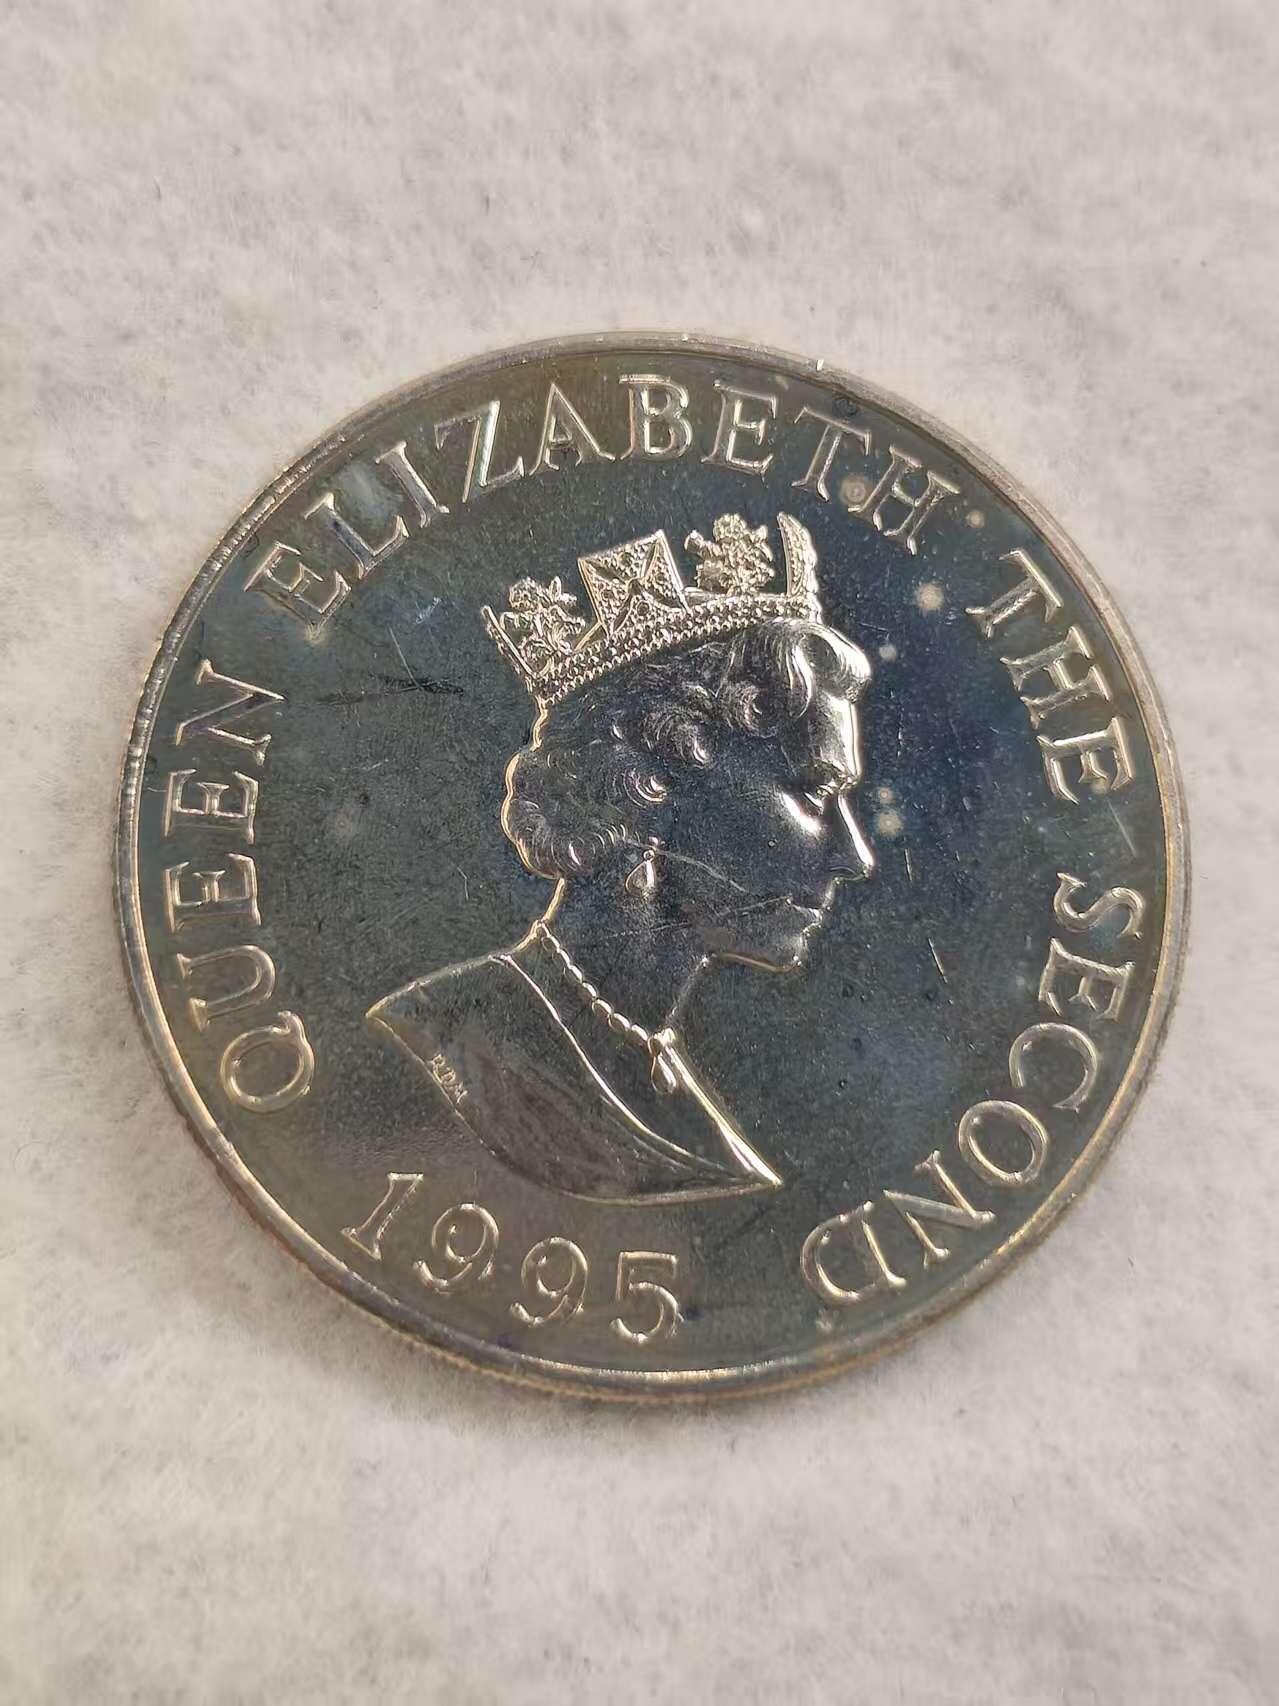 QUEEN ELIZABETH THE SECOND
RDM
1995